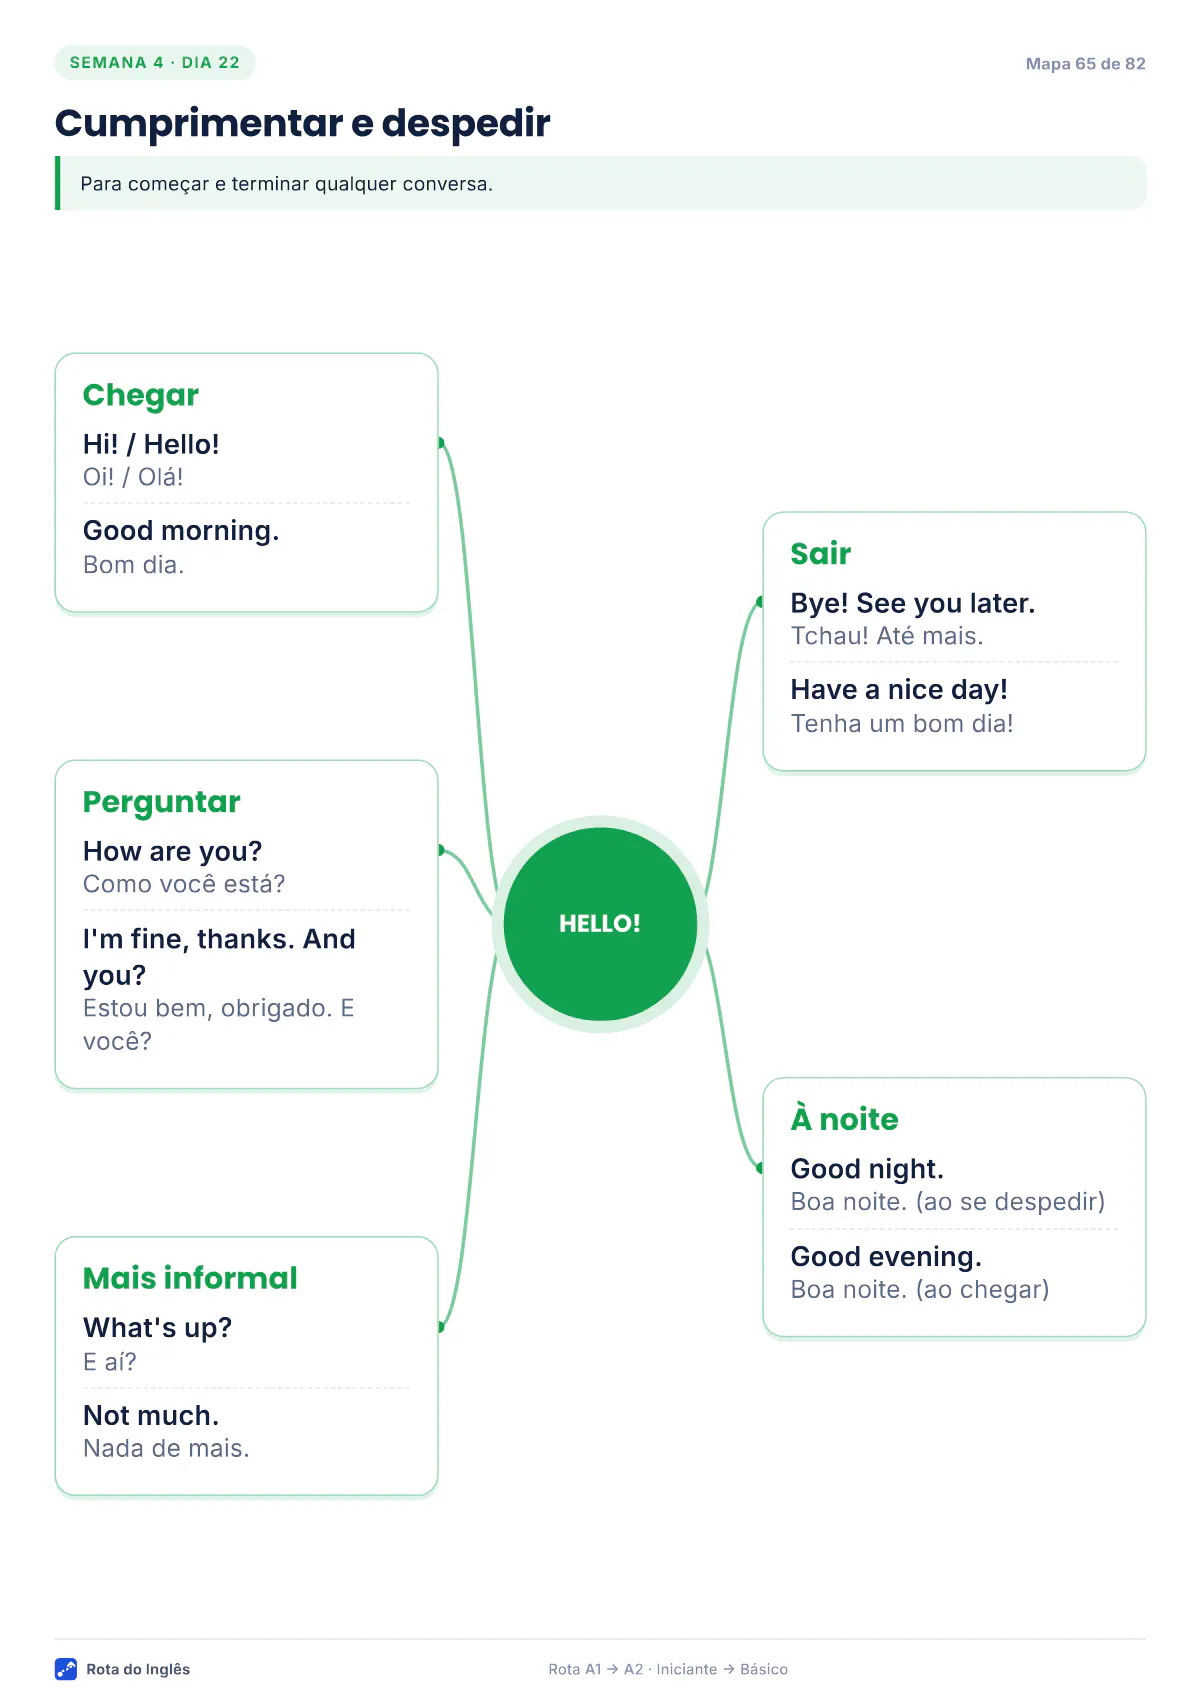 SEMANA 4 · DIA 22
Mapa 65 de 82
Cumprimentar e despedir
Para começar e terminar qualquer conversa.
Chegar
Hi! / Hello!
Oi! / Olá!
Good morning.
Bom dia.
Perguntar
How are you?
Como você está?
I'm fine, thanks. And
you?
Estou bem, obrigado. E
você?
Mais informal
What's up?
E aí?
Not much.
Nada de mais.
HELLO!
Sair
Bye! See you later.
Tchau! Até mais.
Have a nice day!
Tenha um bom dia!
À noite
Good night.
Boa noite. (ao se despedir)
Good evening.
Boa noite. (ao chegar)
Rota do Inglês
Rota A1 → A2 · Iniciante → Básico